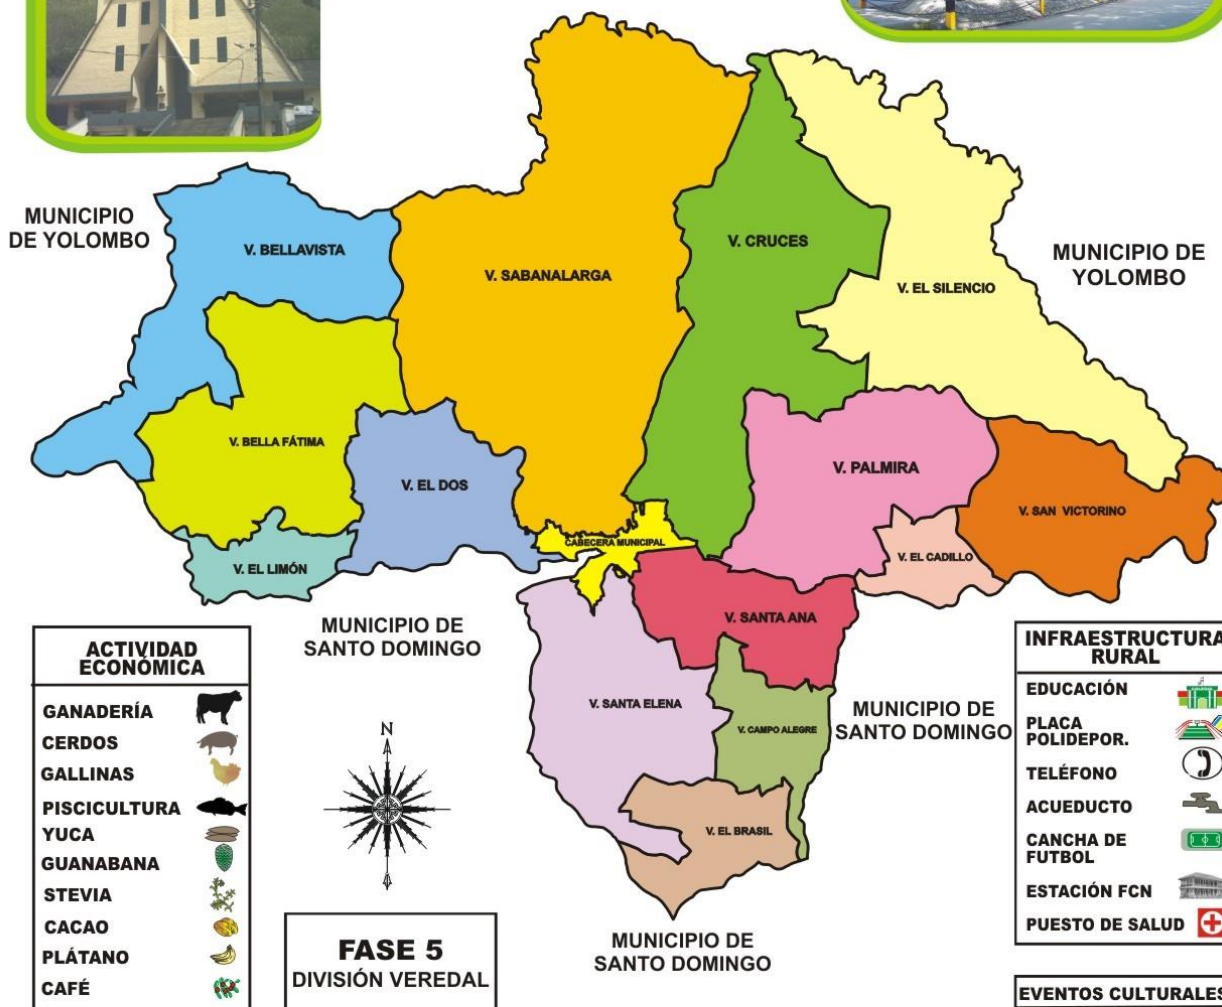 MUNICIPIO
DE YOLOMBO
V. BELLAVISTA
V. SABANALARGA
V. CRUCES
V. EL SILENCIO
MUNICIPIO DE
YOLOMBO
V. BELLA FÁTIMA
V. EL DOS
V. PALMIRA
V. SAN VICTORINO
CABECERA MUNICIPAL
V. EL CADILLO
V. EL LIMÓN
MUNICIPIO DE
SANTO DOMINGO
V. SANTA ANA
V. SANTA ELENA
V. CAMPO ALEGRE
MUNICIPIO DE
SANTO DOMINGO
V. EL BRASIL
MUNICIPIO DE
SANTO DOMINGO
ACTIVIDAD
ECONÓMICA
GANADERÍA
CERDOS
GALLINAS
PISCICULTURA
YUCA
GUANABANA
STEVIA
CACAO
PLÁTANO
CAFÉ
N
FASE 5
DIVISIÓN VEREDAL
INFRAESTRUCTURA
RURAL
EDUCACIÓN
PLACA
POLIDEPOR.
TELÉFONO
ACUEDUCTO
CANCHA DE
FUTBOL
ESTACIÓN FCN
PUESTO DE SALUD
EVENTOS CULTURALES